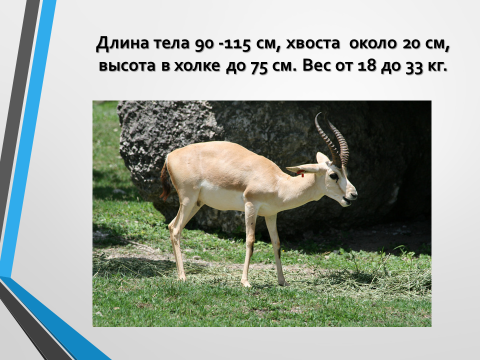 Длина тела 90 -115 см, хвоста около 20 см,
высота в холке до 75 см. Вес от 18 до 33 кг.